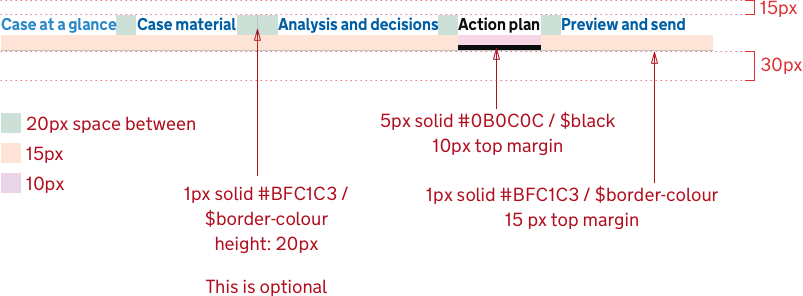 15px
Case at a glance Case material Analysis and decisions Action plan Preview and send
30px
20px space between
15px
10px
5px solid #0B0C0C / $black
10px top margin
1px solid #BFC1C3 /
$border-colour
height: 20px
This is optional
1px solid #BFC1C3 / $border-colour
15 px top margin